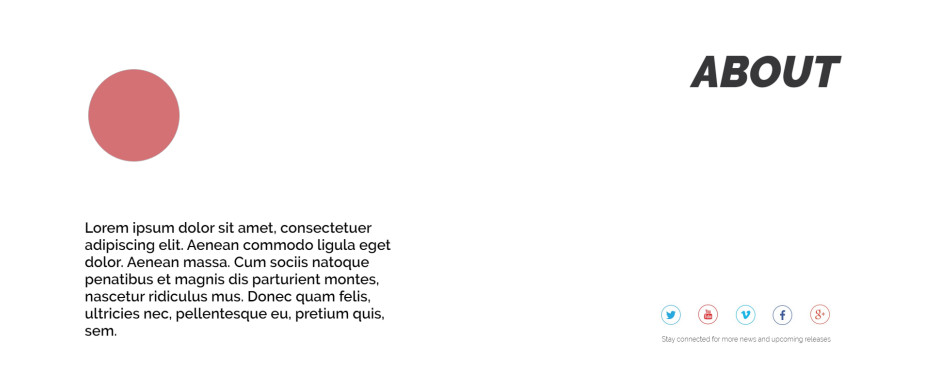 ABOUT
Lorem ipsum dolor sit amet, consectetuer
adipiscing elit. Aenean commodo ligula eget
dolor. Aenean massa. Cum sociis natoque
penatibus et magnis dis parturient montes,
nascetur ridiculus mus. Donec quam felis,
ultricies nec, pellentesque eu, pretium quis,
sem.
You Tube
g+
Stay connected for more news and upcoming releases